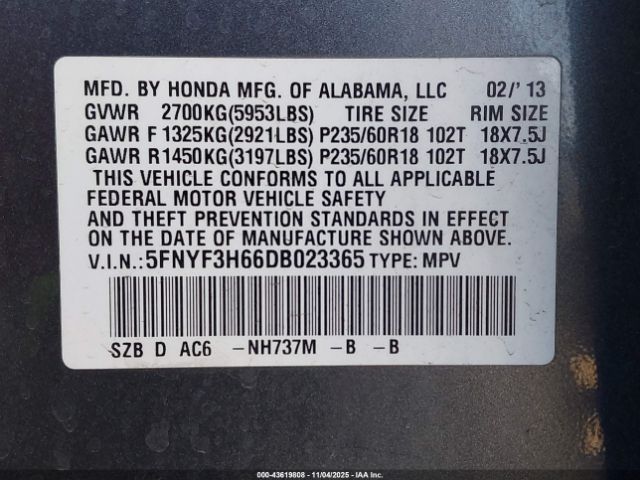 MFD. BY HONDA MFG. OF ALABAMA, LLC 02/' 13
GVWR 2700KG(5953LBS) TIRE SIZE RIM SIZE
GAWR F 1325KG(2921LBS) P235/60R18 102T 18X7.5J
GAWR R 1450KG(3197LBS) P235/60R18 102T 18X7.5J
THIS VEHICLE CONFORMS TO ALL APPLICABLE
FEDERAL MOTOR VEHICLE SAFETY
AND THEFT PREVENTION STANDARDS IN EFFECT
ON THE DATE OF MANUFACTURE SHOWN ABOVE.
V.I.N.:5FNYF3H66DB023365 TYPE: MPV
SZB D AC6 -NH737M -B -B
000-43619808 - 11/04/2025 - IAA Inc.